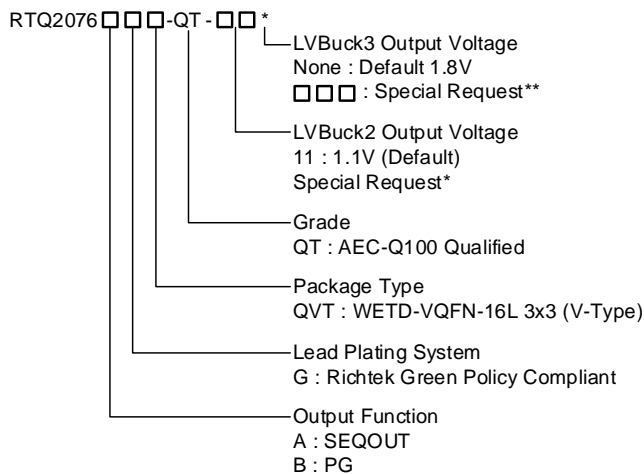 RTQ2076□□□-QT-□□*
LVBuck3 Output Voltage
None : Default 1.8V
□□□ : Special Request**
LVBuck2 Output Voltage
11 : 1.1V (Default)
Special Request*
Grade
QT : AEC-Q100 Qualified
Package Type
QVT : WETD-VQFN-16L 3x3 (V-Type)
Lead Plating System
G : Richtek Green Policy Compliant
Output Function
A : SEQOUT
B : PG